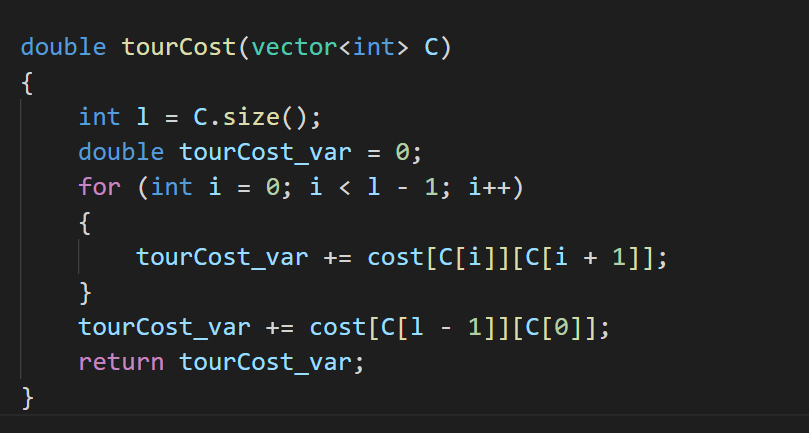 double tourCost(vector<int> C)
{
    int l = C.size();
    double tourCost_var = 0;
    for (int i = 0; i < l - 1; i++)
    {
        tourCost_var += cost[C[i]][C[i + 1]];
    }
    tourCost_var += cost[C[l - 1]][C[0]];
    return tourCost_var;
}